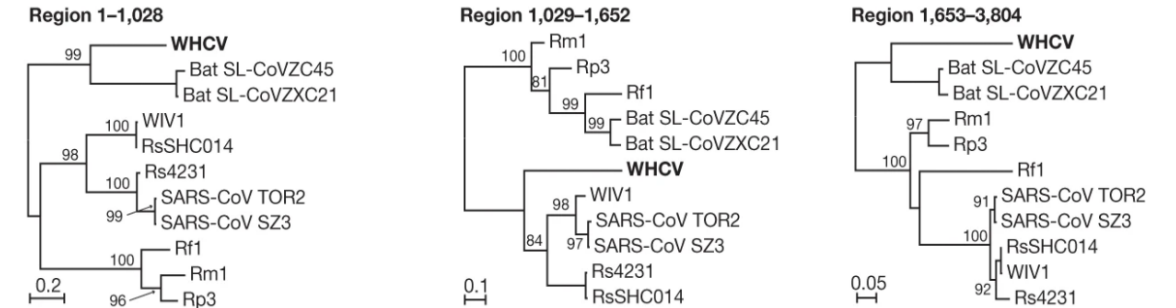 Region 1–1,028
99
WHCV
Bat SL-CoVZC45
Bat SL-CoVZXC21
100
WIV1
RsSHC014
98
Rs4231
100
SARS-CoV TOR2
99
SARS-CoV SZ3
Rf1
100
Rm1
96
Rp3
0.2
Region 1,029–1,652
Rm1
100
Rp3
81
Rf1
99
Bat SL-CoVZC45
99
Bat SL-CoVZXC21
WHCV
WIV1
98
SARS-CoV TOR2
84
97
SARS-CoV SZ3
Rs4231
RsSHC014
0.1
Region 1,653–3,804
WHCV
Bat SL-CoVZC45
Bat SL-CoVZXC21
Rm1
97
Rp3
100
Rf1
91
SARS-CoV TOR2
SARS-CoV SZ3
100
RsSHC014
WIV1
92
Rs4231
0.05